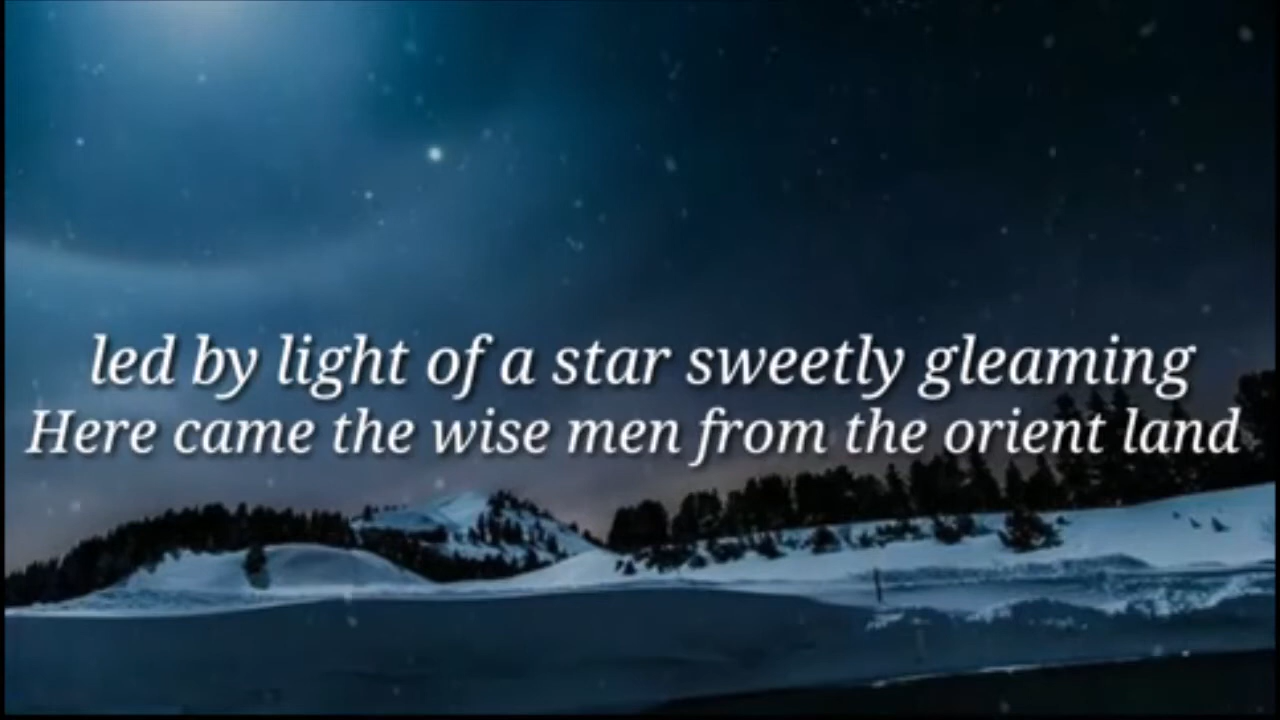 led by light of a star sweetly gleaming
Here came the wise men from the orient land